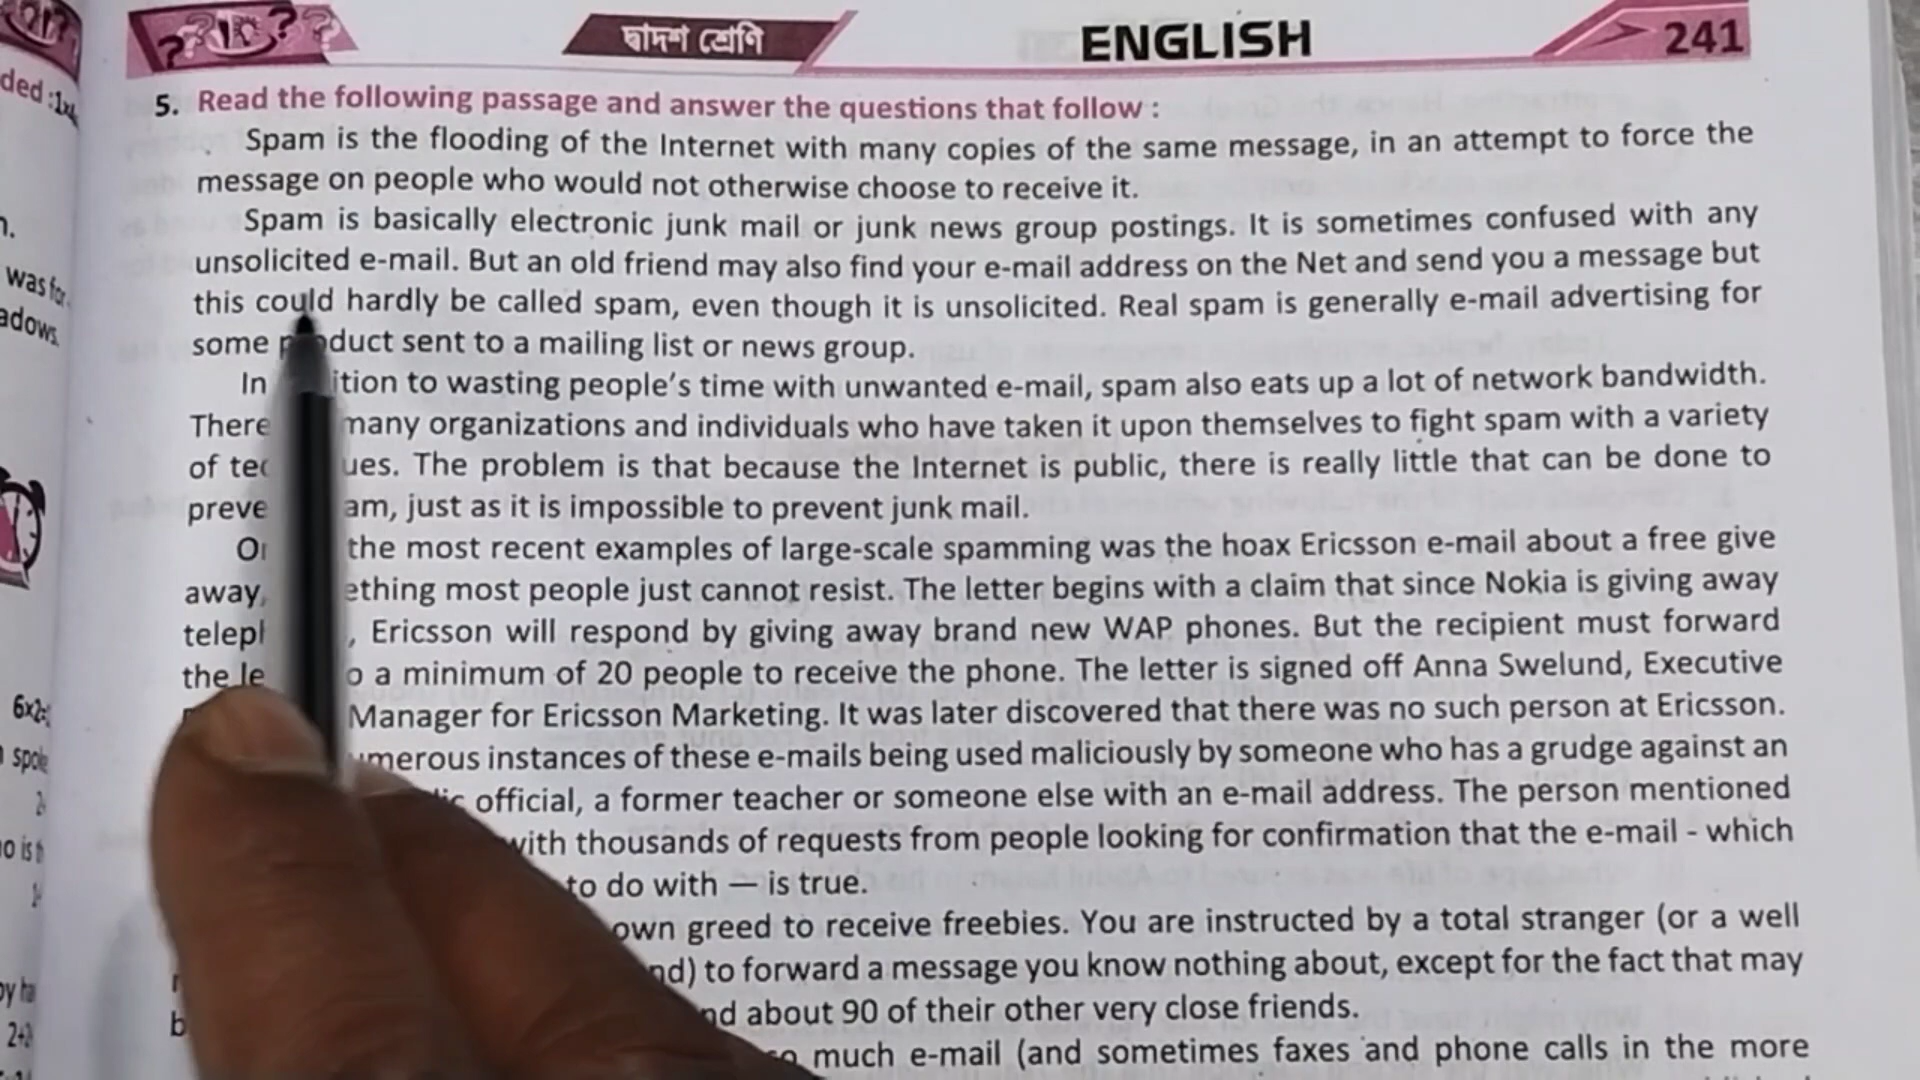 দ্বাদশ শ্রেণি ENGLISH 241
5. Read the following passage and answer the questions that follow :
Spam is the flooding of the Internet with many copies of the same message, in an attempt to force the
message on people who would not otherwise choose to receive it.
Spam is basically electronic junk mail or junk news group postings. It is sometimes confused with any
unsolicited e-mail. But an old friend may also find your e-mail address on the Net and send you a message but
this could hardly be called spam, even though it is unsolicited. Real spam is generally e-mail advertising for
some duct sent to a mailing list or news group.
In ition to wasting people's time with unwanted e-mail, spam also eats up a lot of network bandwidth.
There many organizations and individuals who have taken it upon themselves to fight spam with a variety
of tec ues. The problem is that because the Internet is public, there is really little that can be done to
preve am, just as it is impossible to prevent junk mail.
the most recent examples of large-scale spamming was the hoax Ericsson e-mail about a free give
away, ething most people just cannot resist. The letter begins with a claim that since Nokia is giving away
telep , Ericsson will respond by giving away brand new WAP phones. But the recipient must forward
the le o a minimum of 20 people to receive the phone. The letter is signed off Anna Swelund, Executive
Manager for Ericsson Marketing. It was later discovered that there was no such person at Ericsson.
umerous instances of these e-mails being used maliciously by someone who has a grudge against an
ic official, a former teacher or someone else with an e-mail address. The person mentioned
with thousands of requests from people looking for confirmation that the e-mail - which
to do with — is true.
own greed to receive freebies. You are instructed by a total stranger (or a well
nd) to forward a message you know nothing about, except for the fact that may
b nd about 90 of their other very close friends.
much e-mail (and sometimes faxes and phone calls in the more
ded :
was for
adows.
6x2